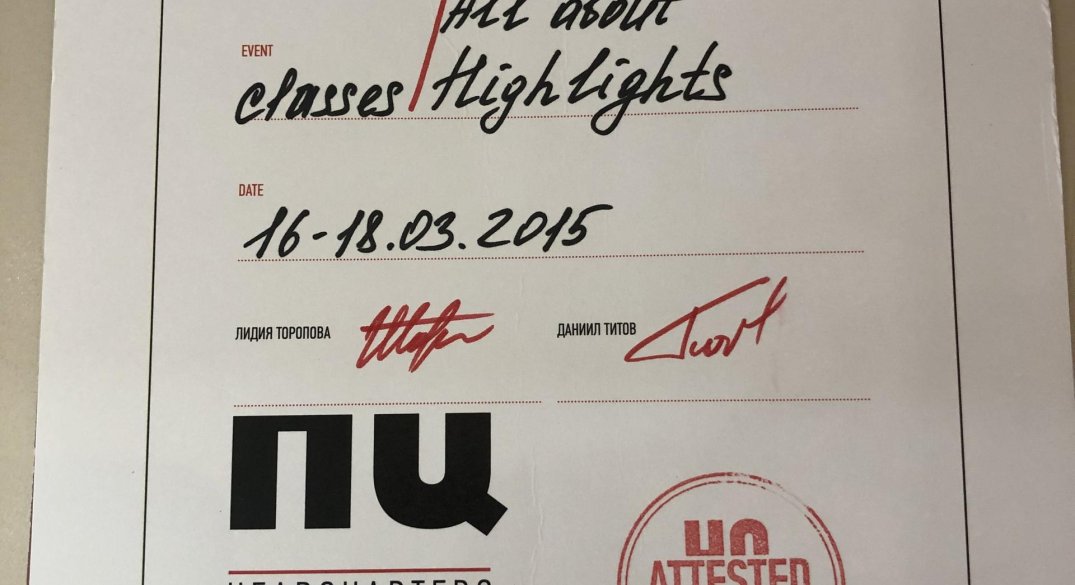 All about
EVENT
classes / Highlights
DATE
16-18.03.2015
ЛИДИЯ ТОРОПОВА
ДАНИИЛ ТИТОВ
ПЦ
HEADQUARTERS
ATTESTED